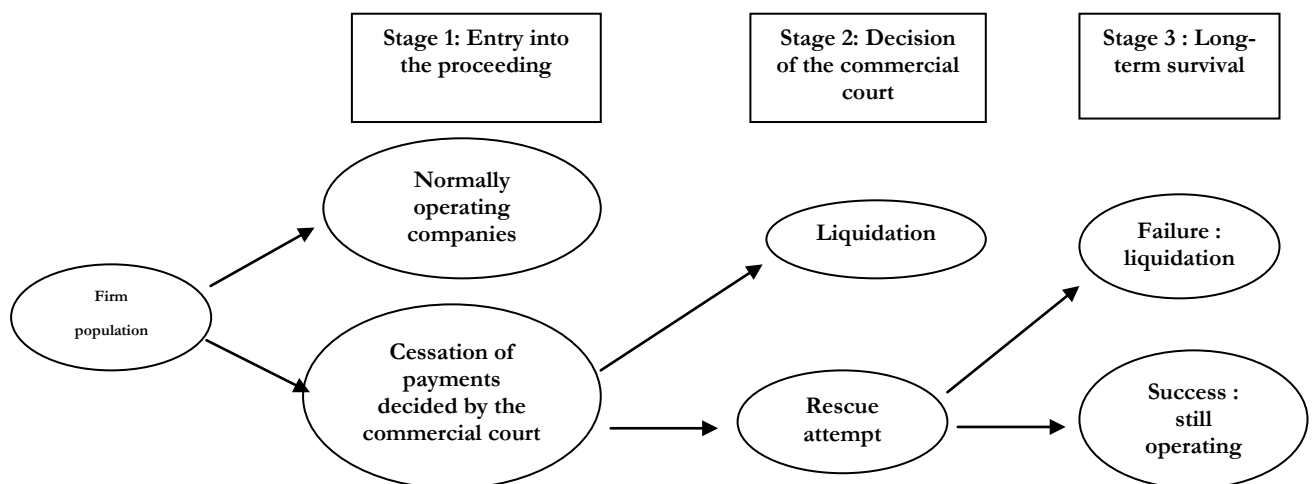 Stage 1: Entry into
the proceeding
Stage 2: Decision
of the commercial
court
Stage 3 : Long-
term survival
Normally
operating
companies
Liquidation
Failure :
liquidation
Firm
population
Cessation of
payments
decided by the
commercial court
Rescue
attempt
Success :
still
operating